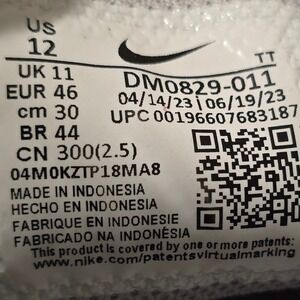 US
12
TT
UK 11
DM0829-011
EUR 46
04/14/23 | 06/19/23
cm 30
UPC 00196607683187
BR 44
CN 300(2.5)
04M0KZTP18MA8
MADE IN INDONESIA
HECHO EN INDONESIA
FABRIQUE EN INDONESIE
FABRICADO NA INDONÉSIA
This product is covered by one or more patents:
www.nike.com/patentsvirtualmarking